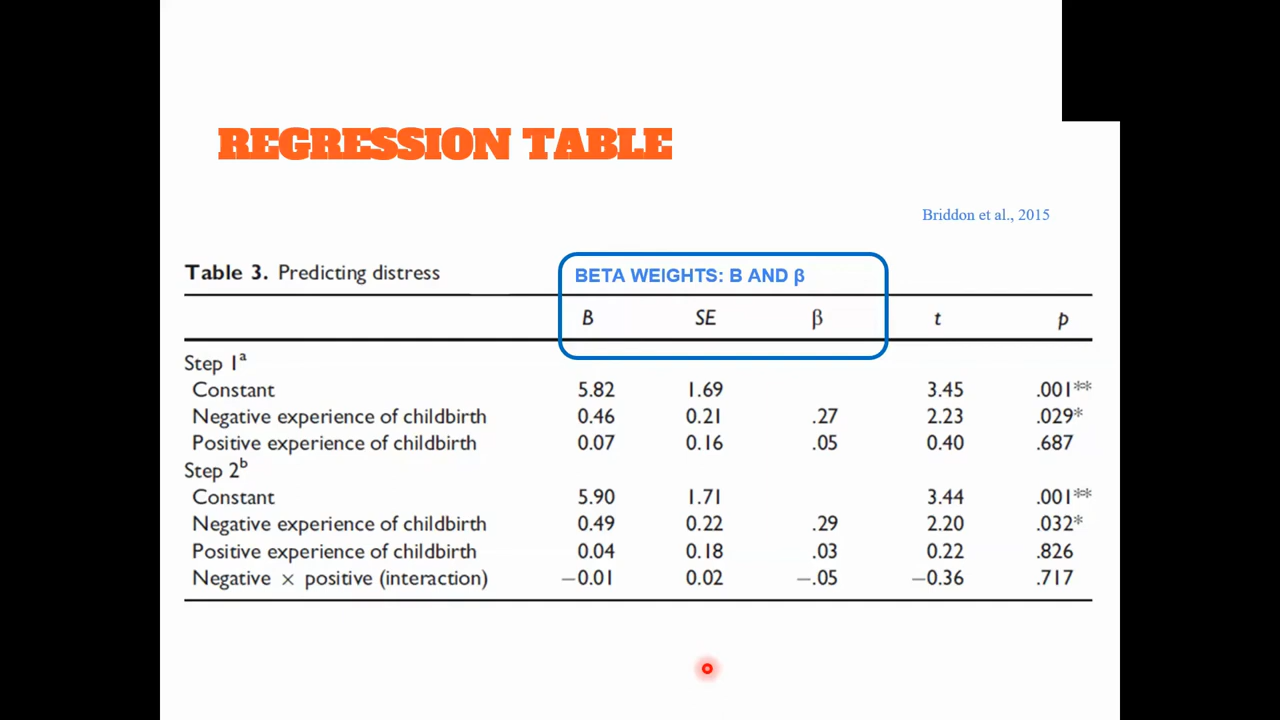 REGRESSION TABLE
Briddon et al., 2015
Table 3. Predicting distress
BETA WEIGHTS: B AND β
B SE β t p
Step 1ᵃ
Constant 5.82 1.69 3.45 .001**
Negative experience of childbirth 0.46 0.21 .27 2.23 .029*
Positive experience of childbirth 0.07 0.16 .05 0.40 .687
Step 2ᵇ
Constant 5.90 1.71 3.44 .001**
Negative experience of childbirth 0.49 0.22 .29 2.20 .032*
Positive experience of childbirth 0.04 0.18 .03 0.22 .826
Negative × positive (interaction) −0.01 0.02 −.05 −0.36 .717